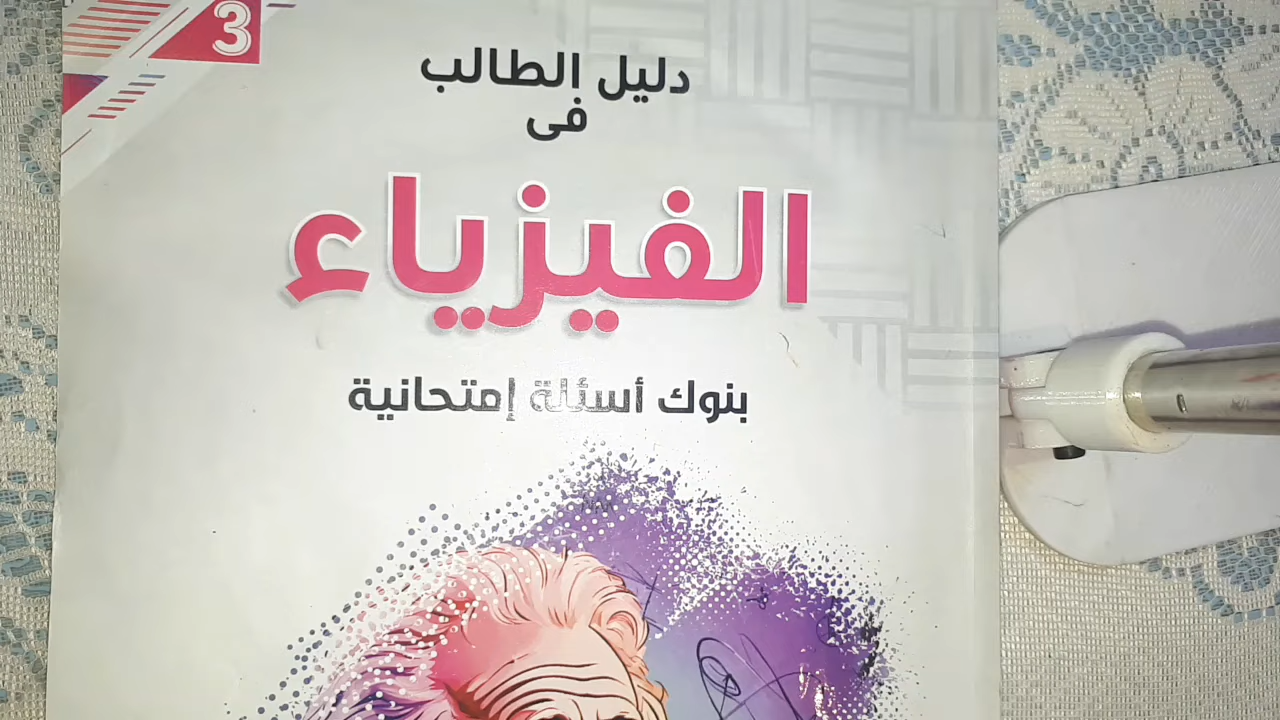 3
دليل الطالب
فى
الفيزياء
بنوك أسئلة إمتحانية